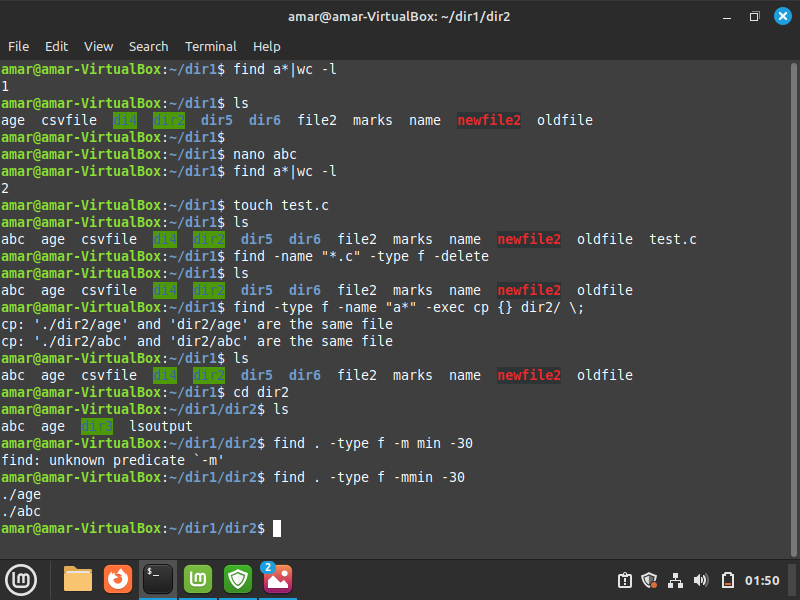 amar@amar-VirtualBox: ~/dir1/dir2
File Edit View Search Terminal Help
amar@amar-VirtualBox:~/dir1$ find a*|wc -l
1
amar@amar-VirtualBox:~/dir1$ ls
age csvfile di4 dir2 dir5 dir6 file2 marks name newfile2 oldfile
amar@amar-VirtualBox:~/dir1$
amar@amar-VirtualBox:~/dir1$ nano abc
amar@amar-VirtualBox:~/dir1$ find a*|wc -l
2
amar@amar-VirtualBox:~/dir1$ touch test.c
amar@amar-VirtualBox:~/dir1$ ls
abc age csvfile di4 dir2 dir5 dir6 file2 marks name newfile2 oldfile test.c
amar@amar-VirtualBox:~/dir1$ find -name "*.c" -type f -delete
amar@amar-VirtualBox:~/dir1$ ls
abc age csvfile di4 dir2 dir5 dir6 file2 marks name newfile2 oldfile
amar@amar-VirtualBox:~/dir1$ find -type f -name "a*" -exec cp {} dir2/ \;
cp: './dir2/age' and 'dir2/age' are the same file
cp: './dir2/abc' and 'dir2/abc' are the same file
amar@amar-VirtualBox:~/dir1$ ls
abc age csvfile di4 dir2 dir5 dir6 file2 marks name newfile2 oldfile
amar@amar-VirtualBox:~/dir1$ cd dir2
amar@amar-VirtualBox:~/dir1/dir2$ ls
abc age dir3 lsoutput
amar@amar-VirtualBox:~/dir1/dir2$ find . -type f -m min -30
find: unknown predicate `-m'
amar@amar-VirtualBox:~/dir1/dir2$ find . -type f -mmin -30
./age
./abc
amar@amar-VirtualBox:~/dir1/dir2$
2
01:50